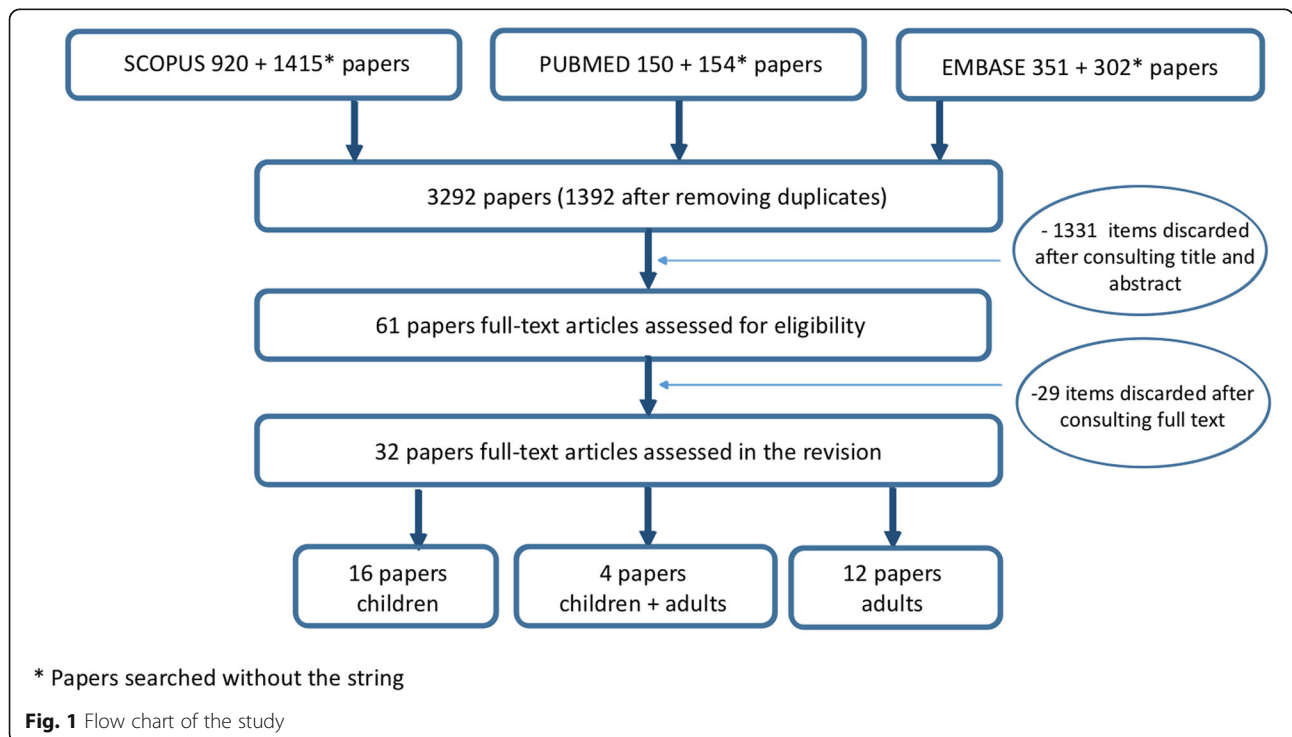 SCOPUS 920 + 1415* papers
PUBMED 150 + 154* papers
EMBASE 351 + 302* papers
3292 papers (1392 after removing duplicates)
- 1331 items discarded
after consulting title and
abstract
61 papers full-text articles assessed for eligibility
-29 items discarded after
consulting full text
32 papers full-text articles assessed in the revision
16 papers
children
4 papers
children + adults
12 papers
adults
* Papers searched without the string
Fig. 1 Flow chart of the study